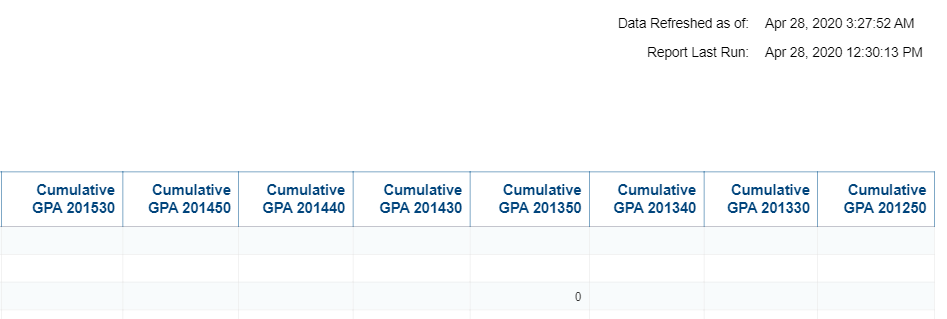 Data Refreshed as of: Apr 28, 2020 3:27:52 AM
Report Last Run: Apr 28, 2020 12:30:13 PM
Cumulative Cumulative Cumulative Cumulative Cumulative Cumulative Cumulative Cumulative
GPA 201530 GPA 201450 GPA 201440 GPA 201430 GPA 201350 GPA 201340 GPA 201330 GPA 201250
0